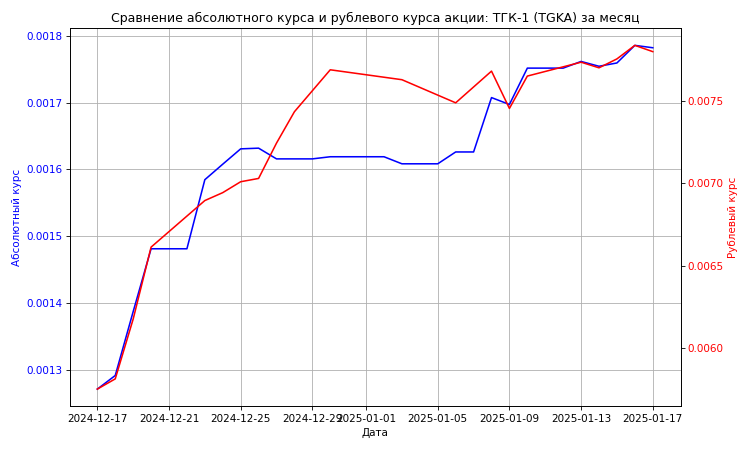 Сравнение абсолютного курса и рублевого курса акции: ТГК-1 (TGKA) за месяц
0.0018
0.0017
0.0016
0.0015
0.0014
0.0013
Абсолютный курс
0.0075
0.0070
0.0065
0.0060
Рублевый курс
2024-12-17 2024-12-21 2024-12-25 2024-12-29 2025-01-01 2025-01-05 2025-01-09 2025-01-13 2025-01-17
Дата